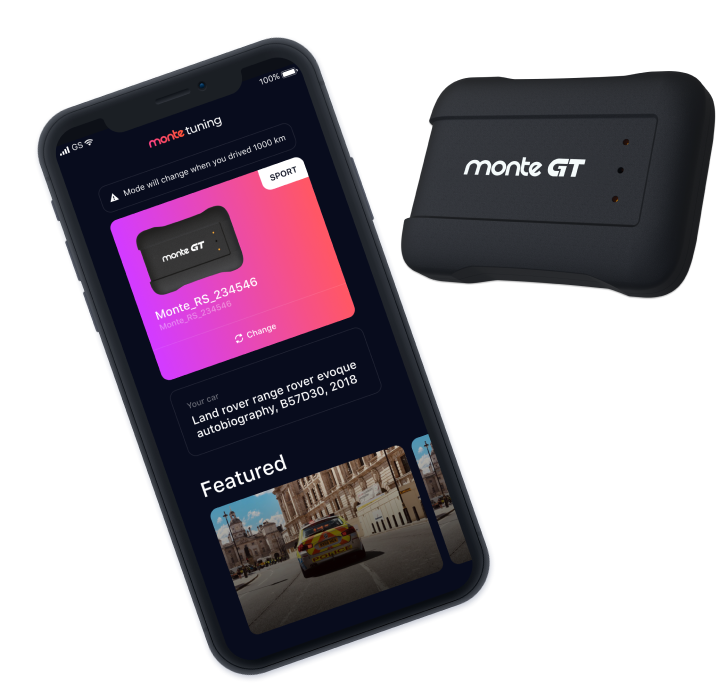 GS
100%
monte tuning
Mode will change when you drived 1000 km
SPORT
monte GT
Monte_RS_234546
Monte_RS_234546
Change
Your car
Land rover range rover evoque
autobiography, B57D30, 2018
Featured
POLICE
monte GT